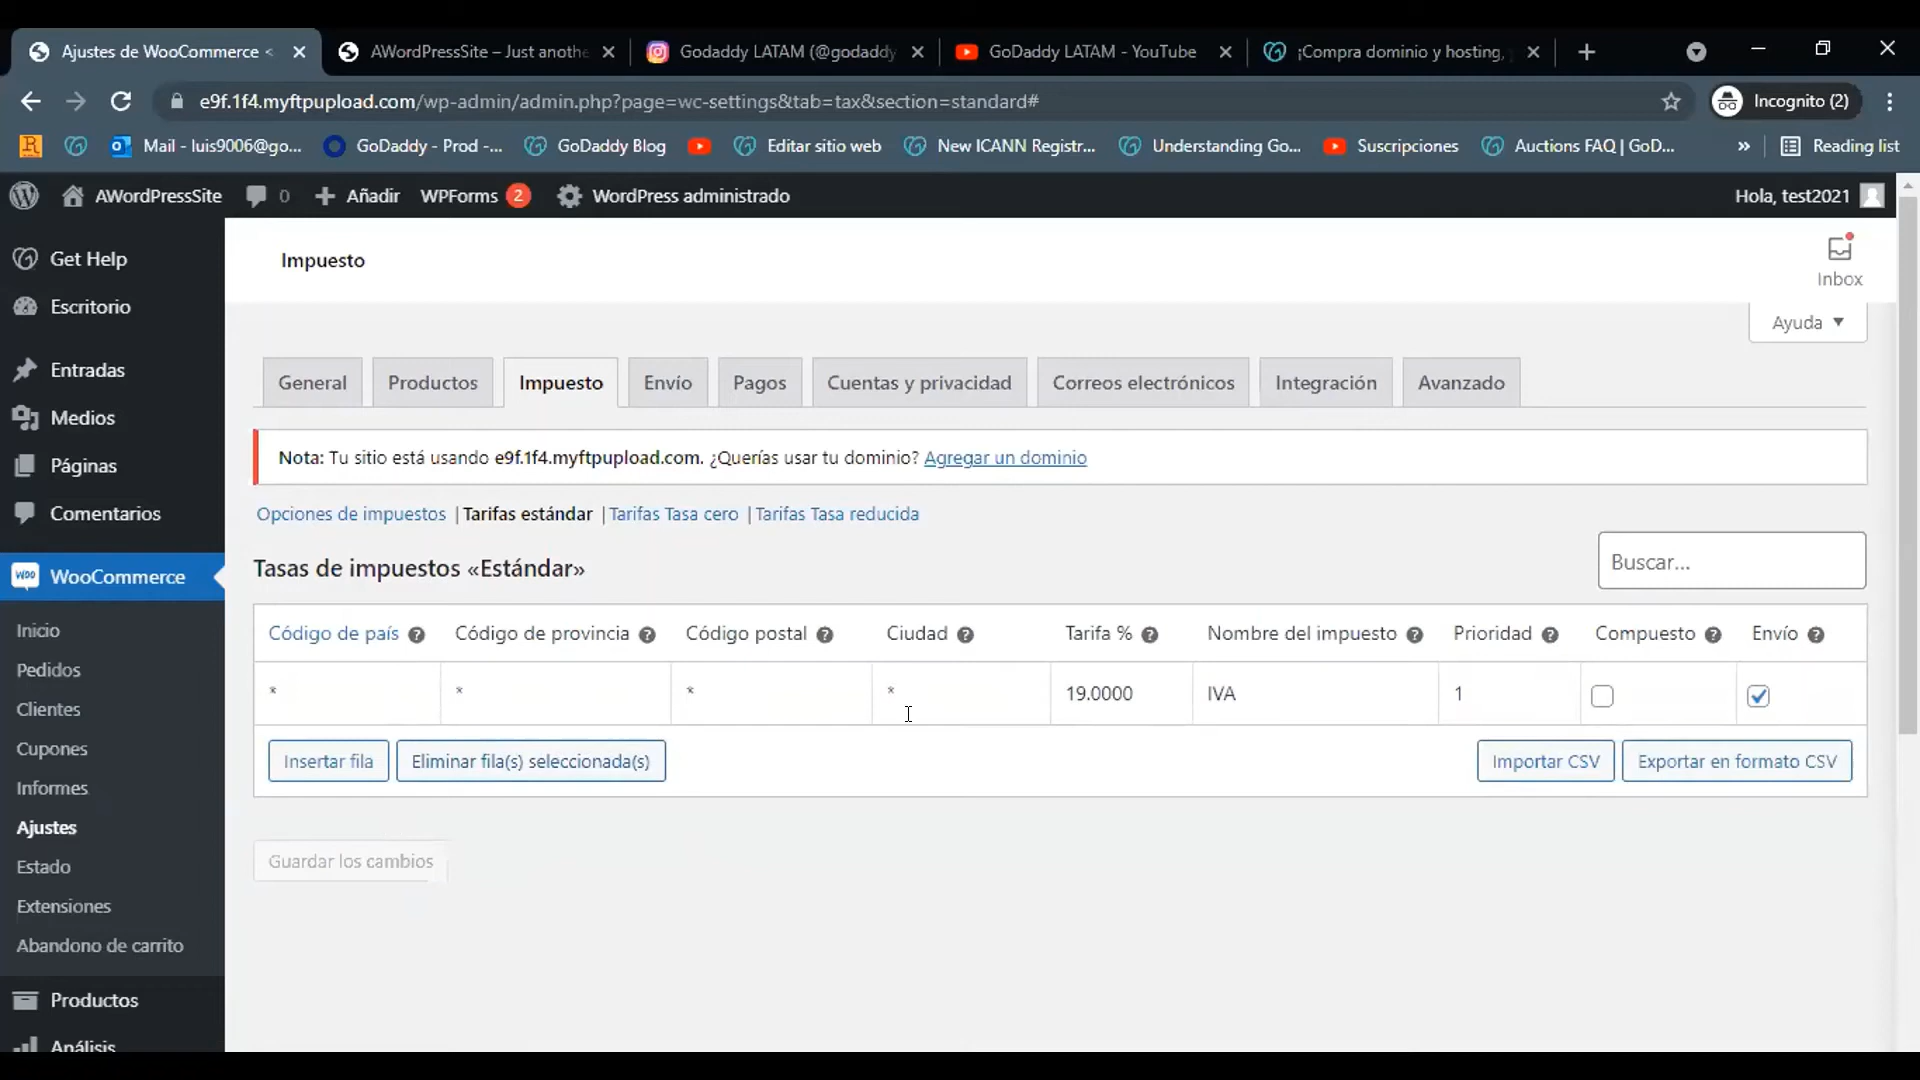 Ajustes de WooCommerce <
AWordPressSite – Just anothe
Godaddy LATAM (@godaddy
GoDaddy LATAM - YouTube
¡Compra dominio y hosting,
e9f.1f4.myftpupload.com/wp-admin/admin.php?page=wc-settings&tab=tax&section=standard#
Incognito (2)
Mail - luis9006@go...
GoDaddy - Prod -...
GoDaddy Blog
Editar sitio web
New ICANN Registr...
Understanding Go...
Suscripciones
Auctions FAQ | GoD...
»
Reading list
AWordPressSite
0
Añadir
WPForms 2
WordPress administrado
Hola, test2021
Get Help
Escritorio
Entradas
Medios
Páginas
Comentarios
WOO WooCommerce
Inicio
Pedidos
Clientes
Cupones
Informes
Ajustes
Estado
Extensiones
Abandono de carrito
Productos
Análisis
Impuesto
Inbox
Ayuda ▼
General
Productos
Impuesto
Envío
Pagos
Cuentas y privacidad
Correos electrónicos
Integración
Avanzado
Nota: Tu sitio está usando e9f.1f4.myftpupload.com. ¿Querías usar tu dominio? Agregar un dominio
Opciones de impuestos | Tarifas estándar | Tarifas Tasa cero | Tarifas Tasa reducida
Tasas de impuestos «Estándar»
Buscar...
Código de país ? Código de provincia ? Código postal ? Ciudad ? Tarifa % ? Nombre del impuesto ? Prioridad ? Compuesto ? Envío ?
* * * * 19.0000 IVA 1
Insertar fila
Eliminar fila(s) seleccionada(s)
Importar CSV
Exportar en formato CSV
Guardar los cambios